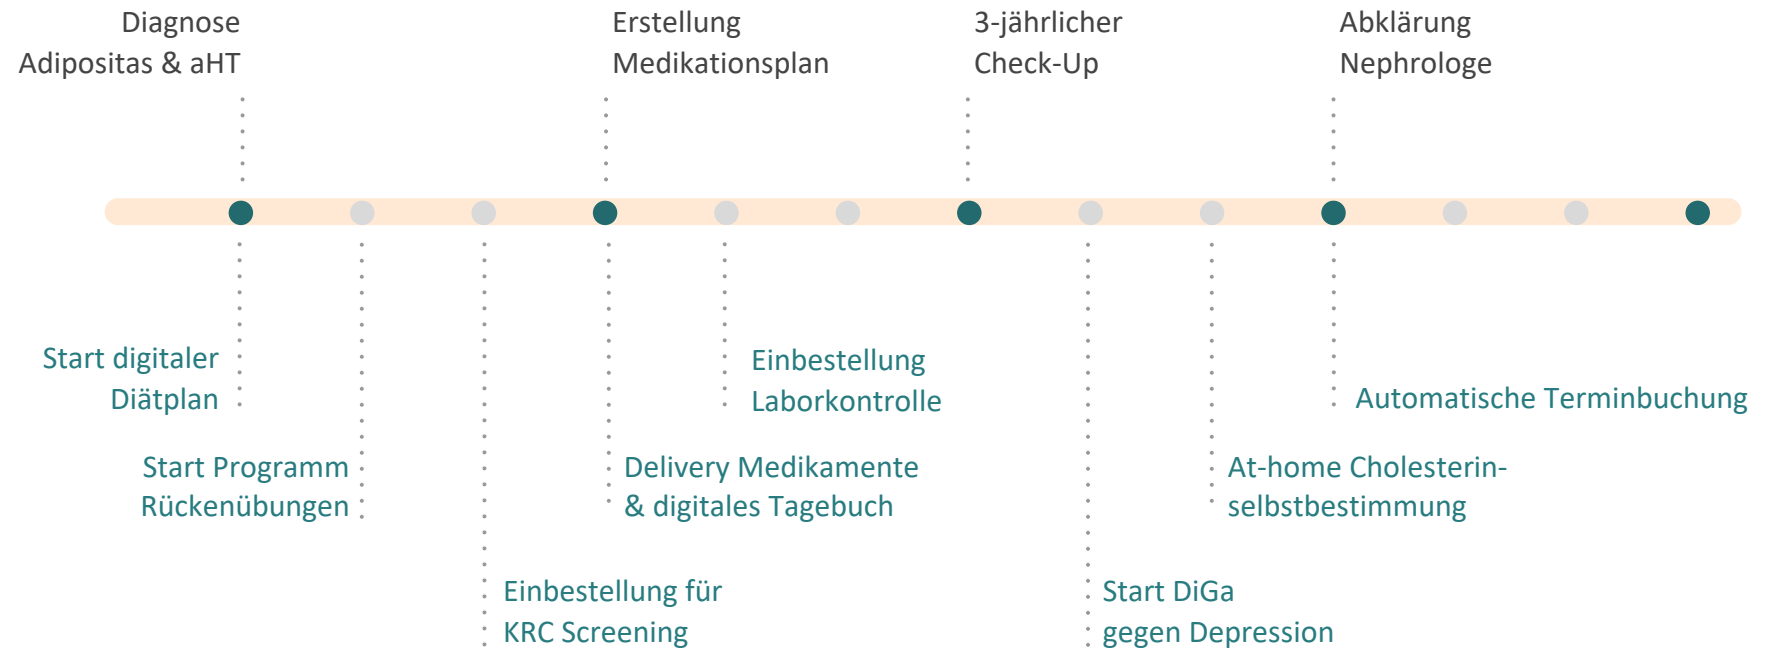 Diagnose
Adipositas & aHT
Erstellung
Medikationsplan
3-jährlicher
Check-Up
Abklärung
Nephrologe
Start digitaler
Diätplan
Einbestellung
Laborkontrolle
Automatische Terminbuchung
Start Programm
Rückenübungen
Delivery Medikamente
& digitales Tagebuch
At-home Cholesterin-
selbstbestimmung
Einbestellung für
KRC Screening
Start DiGa
gegen Depression